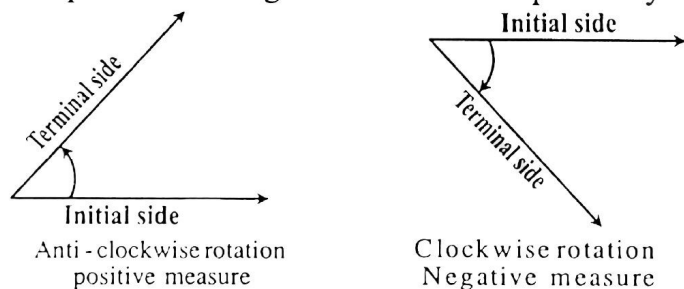 Initial side
Terminal side
Terminal side
Initial side
Anti - clockwise rotation
positive measure
Clockwise rotation
Negative measure